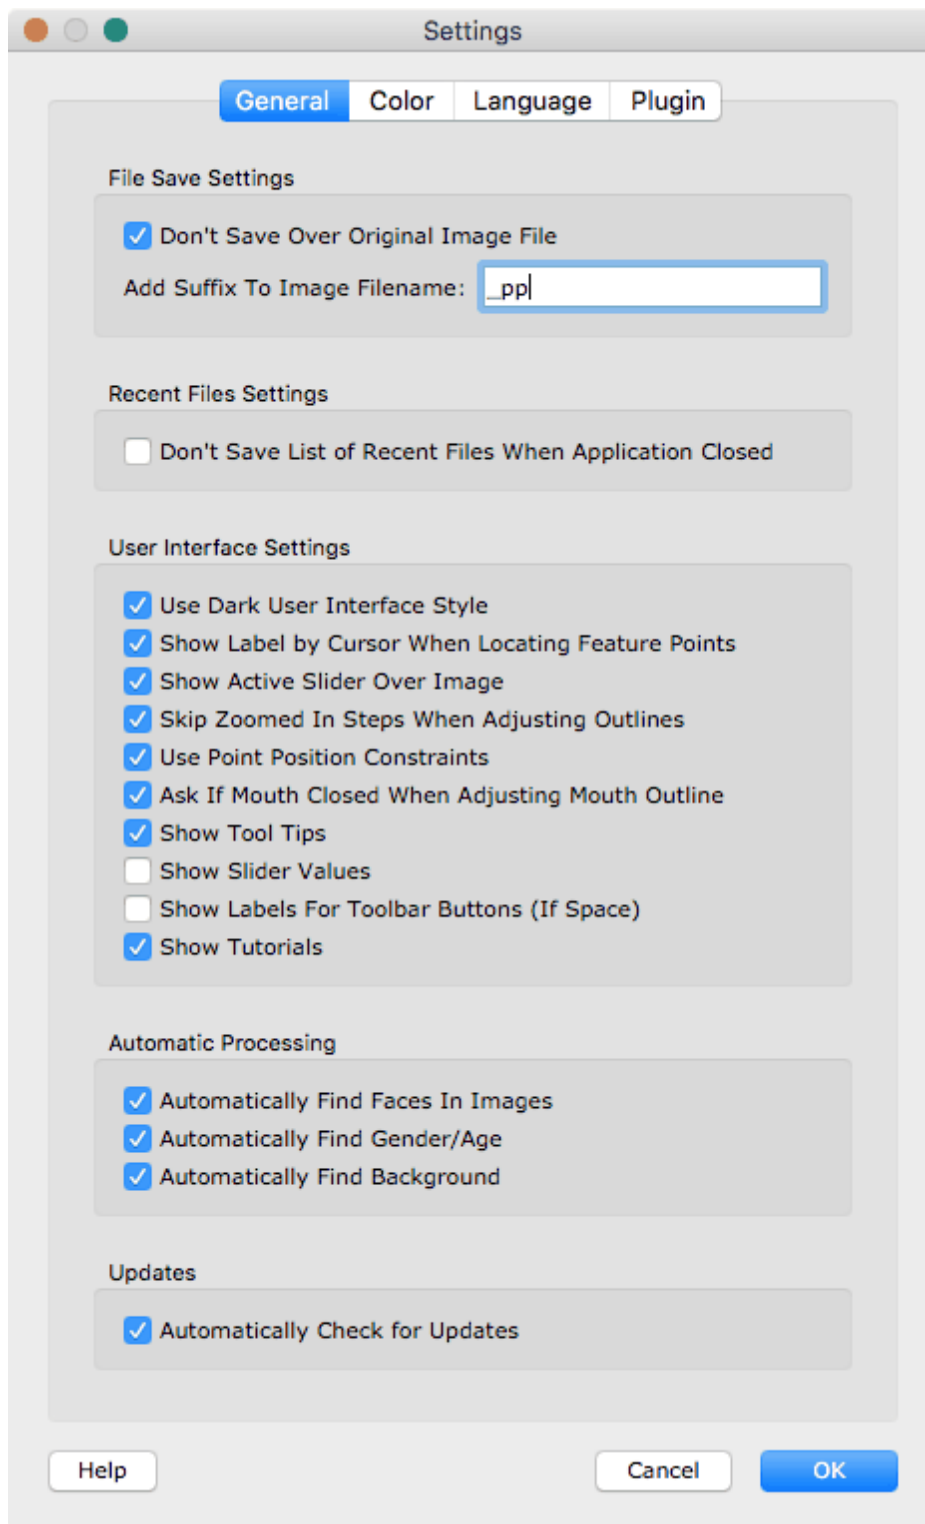 Settings
General Color Language Plugin
File Save Settings
Don't Save Over Original Image File
Add Suffix To Image Filename: _pp
Recent Files Settings
Don't Save List of Recent Files When Application Closed
User Interface Settings
Use Dark User Interface Style
Show Label by Cursor When Locating Feature Points
Show Active Slider Over Image
Skip Zoomed In Steps When Adjusting Outlines
Use Point Position Constraints
Ask If Mouth Closed When Adjusting Mouth Outline
Show Tool Tips
Show Slider Values
Show Labels For Toolbar Buttons (If Space)
Show Tutorials
Automatic Processing
Automatically Find Faces In Images
Automatically Find Gender/Age
Automatically Find Background
Updates
Automatically Check for Updates
Help Cancel OK